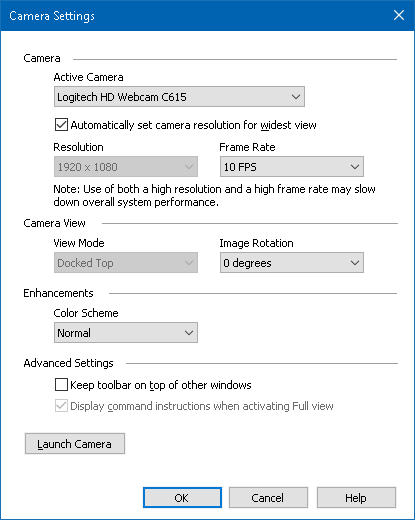 Camera Settings
Camera
Active Camera
Logitech HD Webcam C615
Automatically set camera resolution for widest view
Resolution
Frame Rate
1920 x 1080
10 FPS
Note: Use of both a high resolution and a high frame rate may slow
down overall system performance.
Camera View
View Mode
Image Rotation
Docked Top
0 degrees
Enhancements
Color Scheme
Normal
Advanced Settings
Keep toolbar on top of other windows
Display command instructions when activating Full view
Launch Camera
OK
Cancel
Help